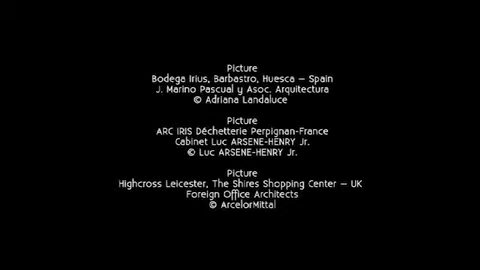 Picture
Bodega Irius, Barbastro, Huesca – Spain
J. Marino Pascual y Asoc. Arquitectura
© Adriana Landaluce
Picture
ARC IRIS Déchetterie Perpignan-France
Cabinet Luc ARSENE-HENRY Jr.
© Luc ARSENE-HENRY Jr.
Picture
Highcross Leicester, The Shires Shopping Center – UK
Foreign Office Architects
© ArcelorMittal